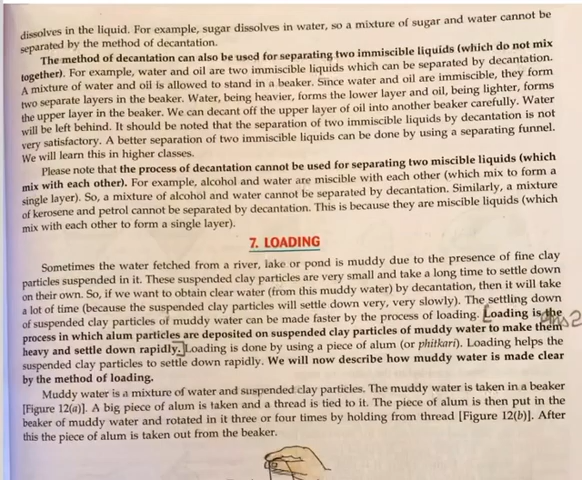 dissolves in the liquid. For example, sugar dissolves in water, so a mixture of sugar and water cannot be
separated by the method of decantation.
The method of decantation can also be used for separating two immiscible liquids (which do not mix
together). For example, water and oil are two immiscible liquids which can be separated by decantation.
A mixture of water and oil is allowed to stand in a beaker. Since water and oil are immiscible, they form
two separate layers in the beaker. Water, being heavier, forms the lower layer and oil, being lighter, forms
the upper layer in the beaker. We can decant off the upper layer of oil into another beaker carefully. Water
will be left behind. It should be noted that the separation of two immiscible liquids by decantation is not
very satisfactory. A better separation of two immiscible liquids can be done by using a separating funnel.
We will learn this in higher classes.
Please note that the process of decantation cannot be used for separating two miscible liquids (which
mix with each other). For example, alcohol and water are miscible with each other (which mix to form a
single layer). So, a mixture of alcohol and water cannot be separated by decantation. Similarly, a mixture
of kerosene and petrol cannot be separated by decantation. This is because they are miscible liquids (which
mix with each other to form a single layer).
7. LOADING
Sometimes the water fetched from a river, lake or pond is muddy due to the presence of fine clay
particles suspended in it. These suspended clay particles are very small and take a long time to settle down
on their own. So, if we want to obtain clear water (from this muddy water) by decantation, then it will take
a lot of time (because the suspended clay particles will settle down very, very slowly). The settling down
of suspended clay particles of muddy water can be made faster by the process of loading. Loading is the
process in which alum particles are deposited on suspended clay particles of muddy water to make them
heavy and settle down rapidly. Loading is done by using a piece of alum (or phitkari). Loading helps the
suspended clay particles to settle down rapidly. We will now describe how muddy water is made clear
by the method of loading.
Muddy water is a mixture of water and suspended clay particles. The muddy water is taken in a beaker
[Figure 12(a)]. A big piece of alum is taken and a thread is tied to it. The piece of alum is then put in the
beaker of muddy water and rotated in it three or four times by holding from thread [Figure 12(b)]. After
this the piece of alum is taken out from the beaker.